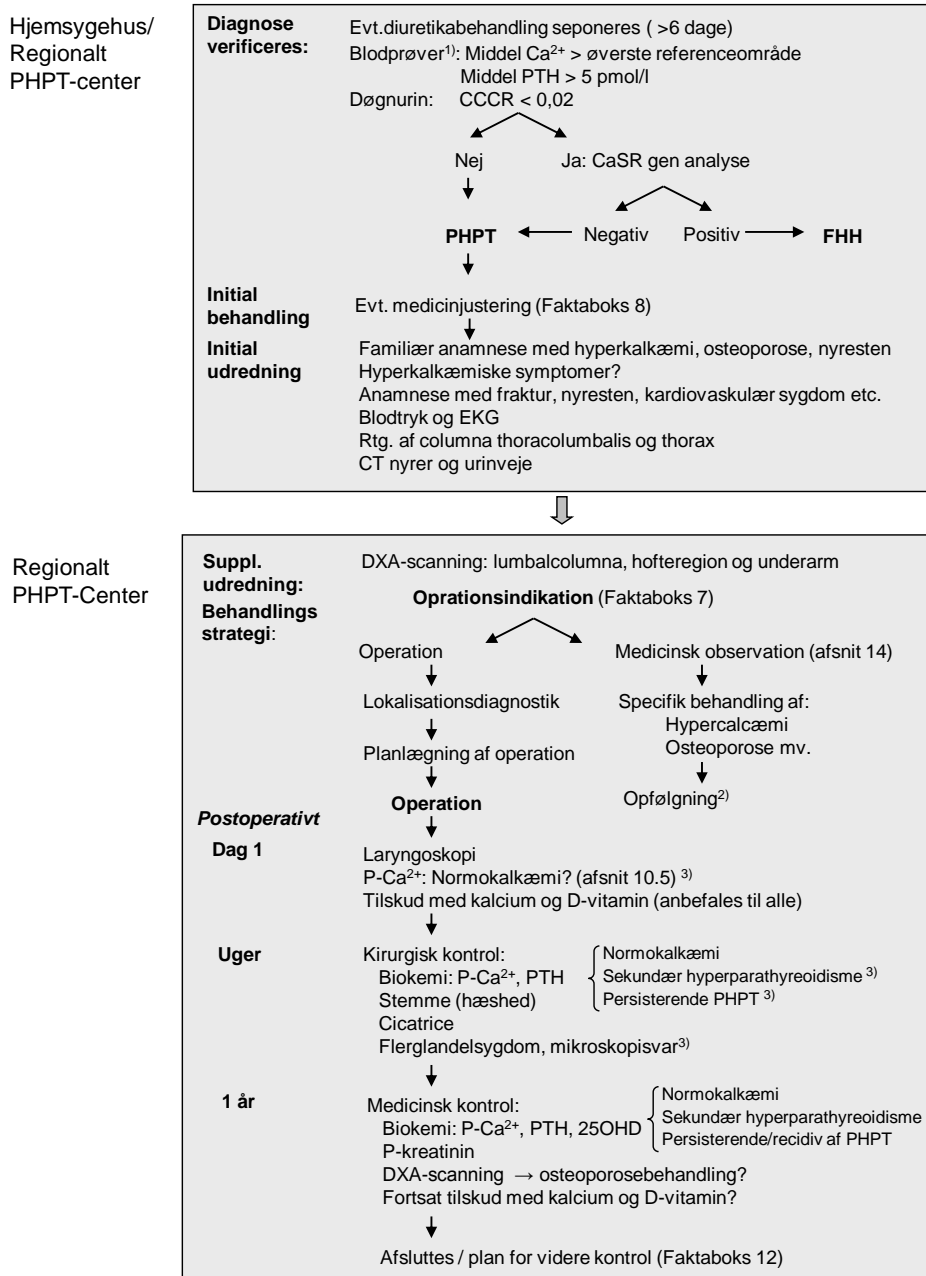 Hjemsygehus/
Regionalt
PHPT-center
Diagnose
verificeres:
Evt.diuretikabehandling seponeres ( >6 dage)
Blodprøver¹⁾: Middel Ca²⁺ > øverste referenceområde
Middel PTH > 5 pmol/l
Døgnurin: CCCR < 0,02
Nej
Ja: CaSR gen analyse
PHPT ← Negativ Positiv → FHH
Initial
behandling
Evt. medicinjustering (Faktaboks 8)
Initial
udredning
Familiær anamnese med hyperkalkæmi, osteoporose, nyresten
Hyperkalkæmiske symptomer?
Anamnese med fraktur, nyresten, kardiovaskulær sygdom etc.
Blodtryk og EKG
Rtg. af columna thoracolumbalis og thorax
CT nyrer og urinveje
Regionalt
PHPT-Center
Suppl.
udredning:
DXA-scanning: lumbalcolumna, hofteregion og underarm
Behandlings
strategi:
Oprationsindikation (Faktaboks 7)
Operation
Lokalisationsdiagnostik
Planlægning af operation
Operation
Medicinsk observation (afsnit 14)
Specifik behandling af:
Hypercalcæmi
Osteoporose mv.
Opfølgning²⁾
Postoperativt
Dag 1
Laryngoskopi
P-Ca²⁺: Normokalkæmi? (afsnit 10.5) ³⁾
Tilskud med kalcium og D-vitamin (anbefales til alle)
Uger
Kirurgisk kontrol:
Biokemi: P-Ca²⁺, PTH
Normokalkæmi
Sekundær hyperparathyreoidisme ³⁾
Persisterende PHPT ³⁾
Stemme (hæshed)
Cicatrice
Flerglandelsygdom, mikroskopisvar³⁾
1 år
Medicinsk kontrol:
Biokemi: P-Ca²⁺, PTH, 25OHD
Normokalkæmi
Sekundær hyperparathyreoidisme
Persisterende/recidiv af PHPT
P-kreatinin
DXA-scanning → osteoporosebehandling?
Fortsat tilskud med kalcium og D-vitamin?
Afsluttes / plan for videre kontrol (Faktaboks 12)